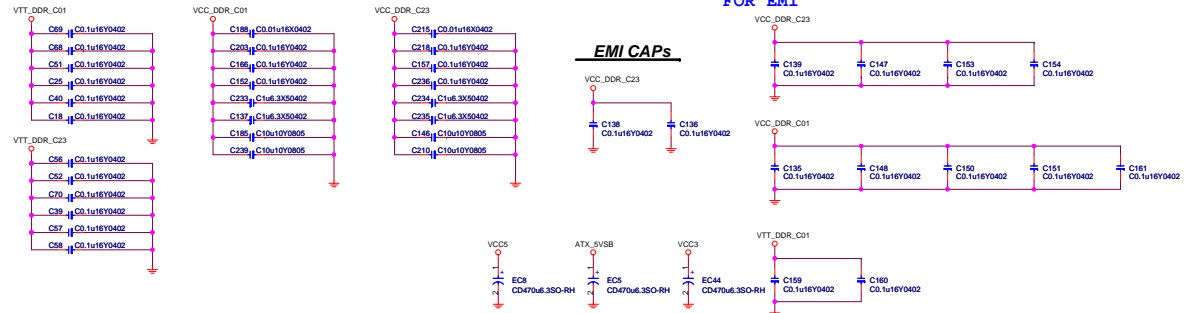 VTT_DDR_C01
C69 C0.1u16Y0402
C68 C0.1u16Y0402
C51 C0.1u16Y0402
C25 C0.1u16Y0402
C40 C0.1u16Y0402
C18 C0.1u16Y0402
VTT_DDR_C23
C56 C0.1u16Y0402
C52 C0.1u16Y0402
C70 C0.1u16Y0402
C39 C0.1u16Y0402
C57 C0.1u16Y0402
C58 C0.1u16Y0402
VCC_DDR_C01
C188 C0.01u16X0402
C203 C0.1u16Y0402
C166 C0.1u16Y0402
C152 C0.1u16Y0402
C233 C1u6.3X50402
C137 C1u6.3X50402
C185 C10u10Y0805
C239 C10u10Y0805
VCC_DDR_C23
C215 C0.01u16X0402
C218 C0.1u16Y0402
C157 C0.1u16Y0402
C236 C0.1u16Y0402
C234 C1u6.3X50402
C235 C1u6.3X50402
C146 C10u10Y0805
C210 C10u10Y0805
EMI CAPs
VCC_DDR_C23
C138
C0.1u16Y0402
C136
C0.1u16Y0402
FOR EMI
VCC_DDR_C23
C139
C0.1u16Y0402
C147
C0.1u16Y0402
C153
C0.1u16Y0402
C154
C0.1u16Y0402
VCC_DDR_C01
C135
C0.1u16Y0402
C148
C0.1u16Y0402
C150
C0.1u16Y0402
C151
C0.1u16Y0402
C161
C0.1u16Y0402
VCC5
1
+
EC8
CD470u6.3SO-RH
2
ATX_5VSB
1
+
EC5
CD470u6.3SO-RH
2
VCC3
1
+
EC44
CD470u6.3SO-RH
2
VTT_DDR_C01
C159
C0.1u16Y0402
C160
C0.1u16Y0402